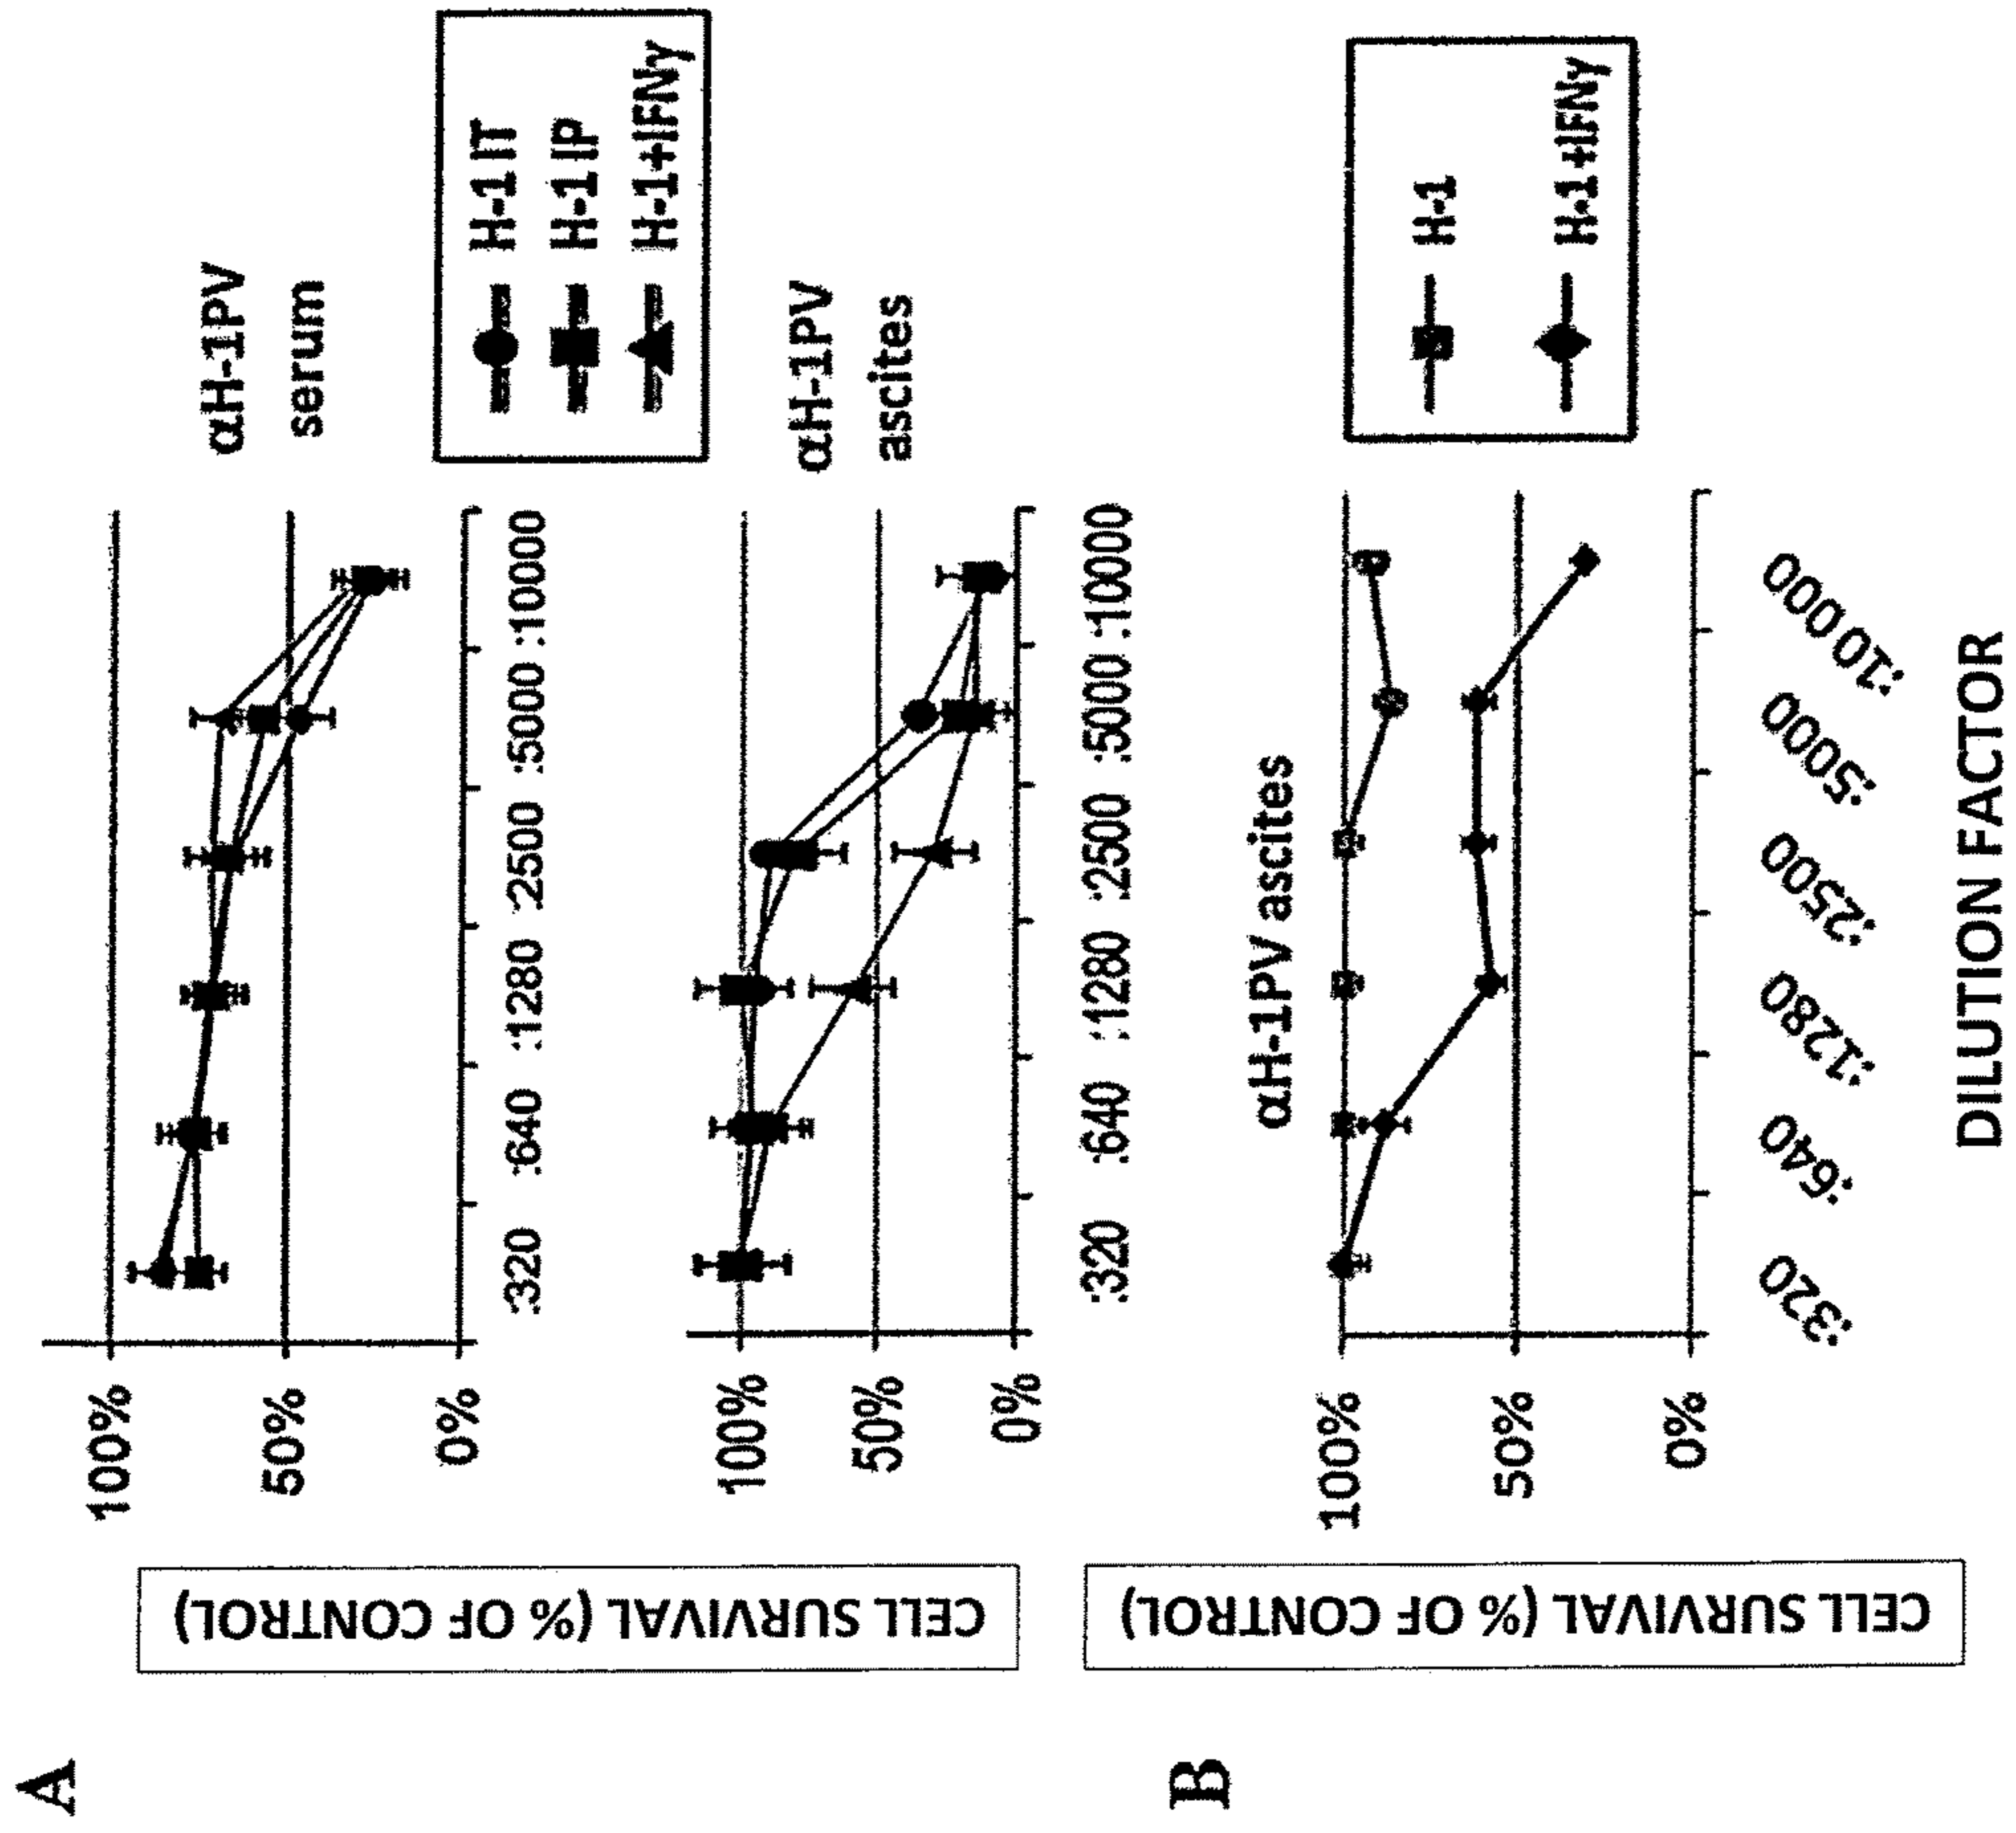 A
CELL SURVIVAL (% OF CONTROL)
100%
50%
0%
:320 :640 :1280 :2500 :5000 :10000
αH-1PV
serum
H-1 IT
H-1 IP
H-1+IFNγ
100%
50%
0%
:320 :640 :1280 :2500 :5000 :10000
αH-1PV
ascites
B
CELL SURVIVAL (% OF CONTROL)
αH-1PV ascites
100%
50%
0%
:320 :640 :1280 :2500 :5000 :10000
DILUTION FACTOR
H-1
H-1+IFNγ